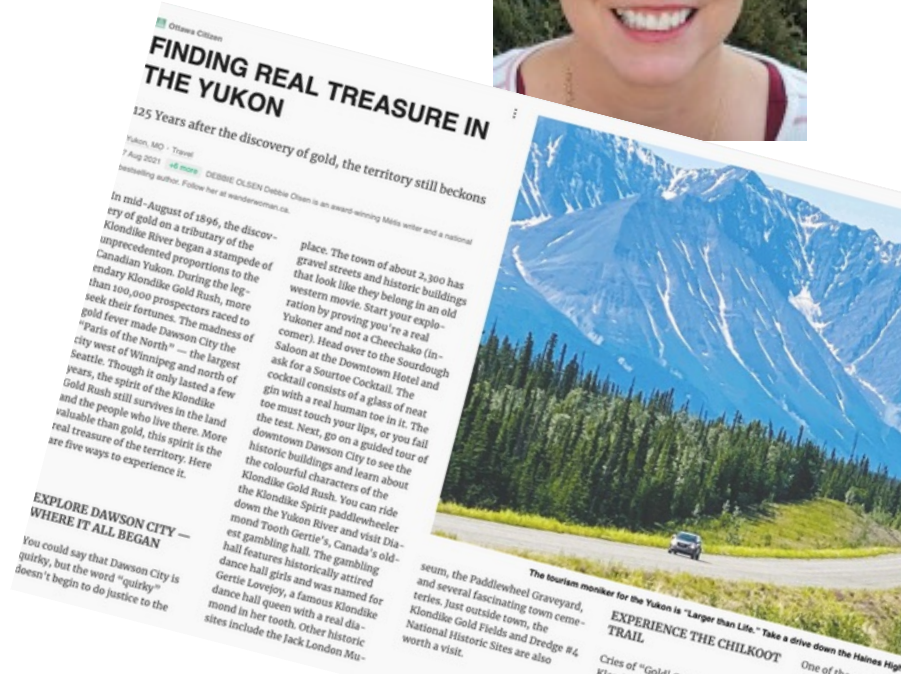 Ottawa Citizen
FINDING REAL TREASURE IN
THE YUKON
125 Years after the discovery of gold, the territory still beckons
Yukon, MO · Travel
7 Aug 2021 +6 more DEBBIE OLSEN Debbie Olsen is an award-winning Métis writer and a national
bestselling author. Follow her at wanderwoman.ca.
In mid-August of 1896, the discov-
ery of gold on a tributary of the
Klondike River began a stampede of
unprecedented proportions to the
Canadian Yukon. During the leg-
endary Klondike Gold Rush, more
than 100,000 prospectors raced to
seek their fortunes. The madness of
gold fever made Dawson City the
"Paris of the North" — the largest
city west of Winnipeg and north of
Seattle. Though it only lasted a few
years, the spirit of the Klondike
Gold Rush still survives in the land
and the people who live there. More
valuable than gold, this spirit is the
real treasure of the territory. Here
are five ways to experience it.
EXPLORE DAWSON CITY —
WHERE IT ALL BEGAN
You could say that Dawson City is
quirky, but the word "quirky"
doesn't begin to do justice to the
place. The town of about 2,300 has
gravel streets and historic buildings
that look like they belong in an old
western movie. Start your explo-
ration by proving you're a real
Yukoner and not a Cheechako (in-
comer). Head over to the Sourdough
Saloon at the Downtown Hotel and
ask for a Sourtoe Cocktail. The
cocktail consists of a glass of neat
gin with a real human toe in it. The
toe must touch your lips, or you fail
the test. Next, go on a guided tour of
downtown Dawson City to see the
historic buildings and learn about
the colourful characters of the
Klondike Gold Rush. You can ride
the Klondike Spirit paddlewheeler
down the Yukon River and visit Dia-
mond Tooth Gertie's, Canada's old-
est gambling hall. The gambling
hall features historically attired
dance hall girls and was named for
Gertie Lovejoy, a famous Klondike
dance hall queen with a real dia-
mond in her tooth. Other historic
sites include the Jack London Mu-
seum, the Paddlewheel Graveyard,
and several fascinating town ceme-
teries. Just outside town, the
Klondike Gold Fields and Dredge #4
National Historic Sites are also
worth a visit.
The tourism moniker for the Yukon is "Larger than Life." Take a drive down the Haines High
EXPERIENCE THE CHILKOOT
TRAIL
Cries of "Gold!
One of th